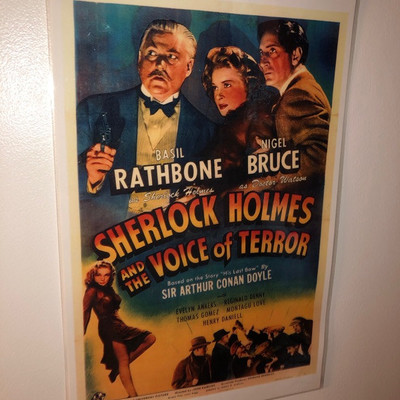 BASIL
RATHBONE
as Sherlock Holmes
NIGEL
BRUCE
as Doctor Watson
SHERLOCK HOLMES
AND THE VOICE of TERROR
Based on the Story "His Last Bow" By
SIR ARTHUR CONAN DOYLE
with
EVELYN ANKERS REGINALD DENNY
THOMAS GOMEZ MONTAGU LOVE
HENRY DANIELL